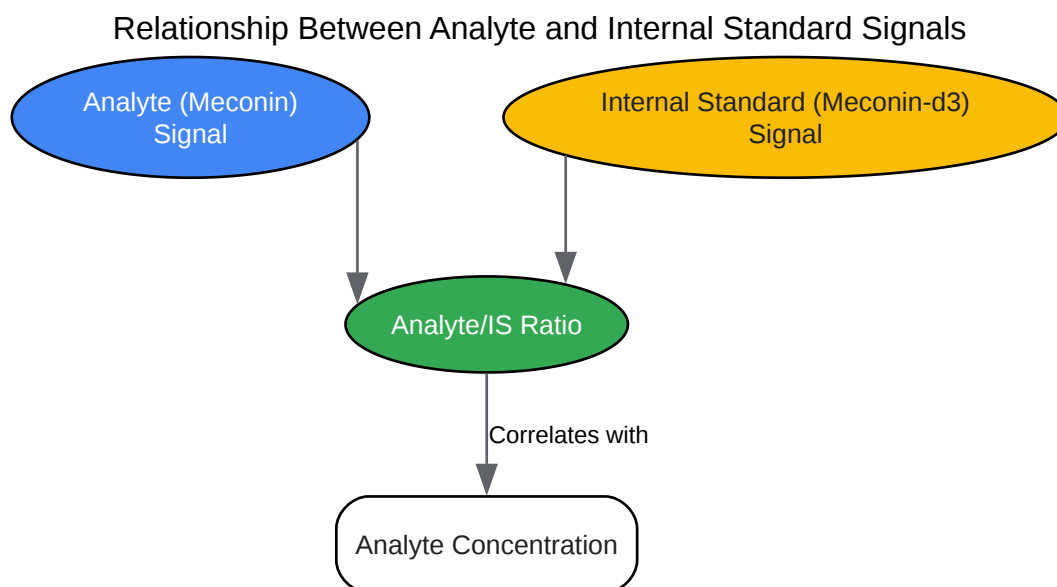 Relationship Between Analyte and Internal Standard Signals
Analyte (Meconin)
Signal
Internal Standard (Meconin-d3)
Signal
Analyte/IS Ratio
Correlates with
Analyte Concentration